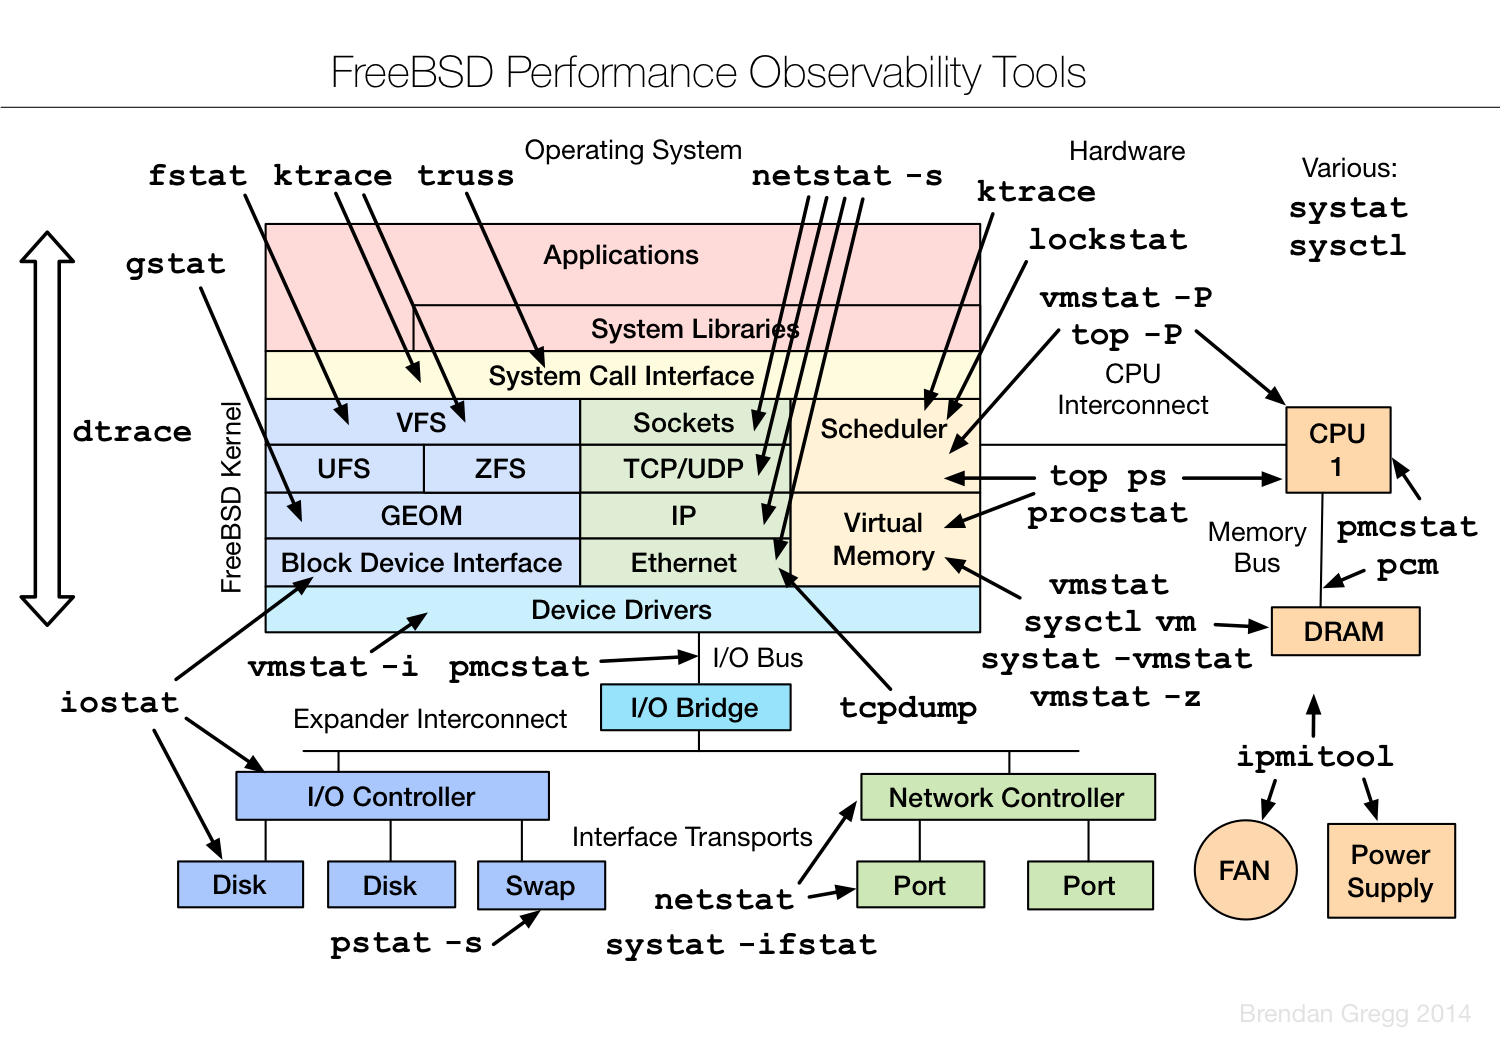 FreeBSD Performance Observability Tools
Operating System
Hardware
Various:
fstat
ktrace
truss
netstat -s
ktrace
systat
sysctl
gstat
lockstat
Applications
vmstat -P
top -P
System Libraries
CPU
Interconnect
System Call Interface
dtrace
FreeBSD Kernel
VFS
Sockets
Scheduler
CPU
1
UFS
ZFS
TCP/UDP
top ps
procstat
GEOM
IP
Virtual
Memory
Memory
Bus
pmcstat
pcm
Block Device Interface
Ethernet
vmstat
sysctl vm
systat -vmstat
vmstat -z
Device Drivers
DRAM
vmstat -i
pmcstat
I/O Bus
iostat
Expander Interconnect
I/O Bridge
tcpdump
ipmitool
I/O Controller
Network Controller
Interface Transports
FAN
Power
Supply
Disk
Disk
Swap
netstat
Port
Port
pstat -s
systat -ifstat
Brendan Gregg 2014